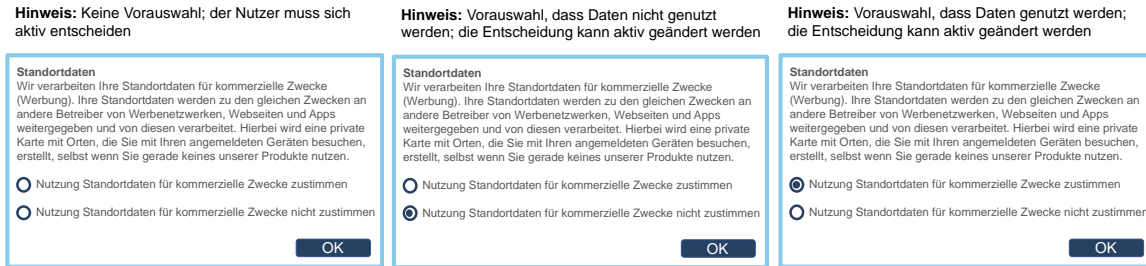 Hinweis: Keine Vorauswahl; der Nutzer muss sich
aktiv entscheiden
Standortdaten
Wir verarbeiten Ihre Standortdaten für kommerzielle Zwecke
(Werbung). Ihre Standortdaten werden zu den gleichen Zwecken an
andere Betreiber von Werbenetzwerken, Webseiten und Apps
weitergegeben und von diesen verarbeitet. Hierbei wird eine private
Karte mit Orten, die Sie mit Ihren angemeldeten Geräten besuchen,
erstellt, selbst wenn Sie gerade keines unserer Produkte nutzen.
Nutzung Standortdaten für kommerzielle Zwecke zustimmen
Nutzung Standortdaten für kommerzielle Zwecke nicht zustimmen
OK
Hinweis: Vorauswahl, dass Daten nicht genutzt
werden; die Entscheidung kann aktiv geändert werden
Standortdaten
Wir verarbeiten Ihre Standortdaten für kommerzielle Zwecke
(Werbung). Ihre Standortdaten werden zu den gleichen Zwecken an
andere Betreiber von Werbenetzwerken, Webseiten und Apps
weitergegeben und von diesen verarbeitet. Hierbei wird eine private
Karte mit Orten, die Sie mit Ihren angemeldeten Geräten besuchen,
erstellt, selbst wenn Sie gerade keines unserer Produkte nutzen.
Nutzung Standortdaten für kommerzielle Zwecke zustimmen
Nutzung Standortdaten für kommerzielle Zwecke nicht zustimmen
OK
Hinweis: Vorauswahl, dass Daten genutzt werden;
die Entscheidung kann aktiv geändert werden
Standortdaten
Wir verarbeiten Ihre Standortdaten für kommerzielle Zwecke
(Werbung). Ihre Standortdaten werden zu den gleichen Zwecken an
andere Betreiber von Werbenetzwerken, Webseiten und Apps
weitergegeben und von diesen verarbeitet. Hierbei wird eine private
Karte mit Orten, die Sie mit Ihren angemeldeten Geräten besuchen,
erstellt, selbst wenn Sie gerade keines unserer Produkte nutzen.
Nutzung Standortdaten für kommerzielle Zwecke zustimmen
Nutzung Standortdaten für kommerzielle Zwecke nicht zustimmen
OK